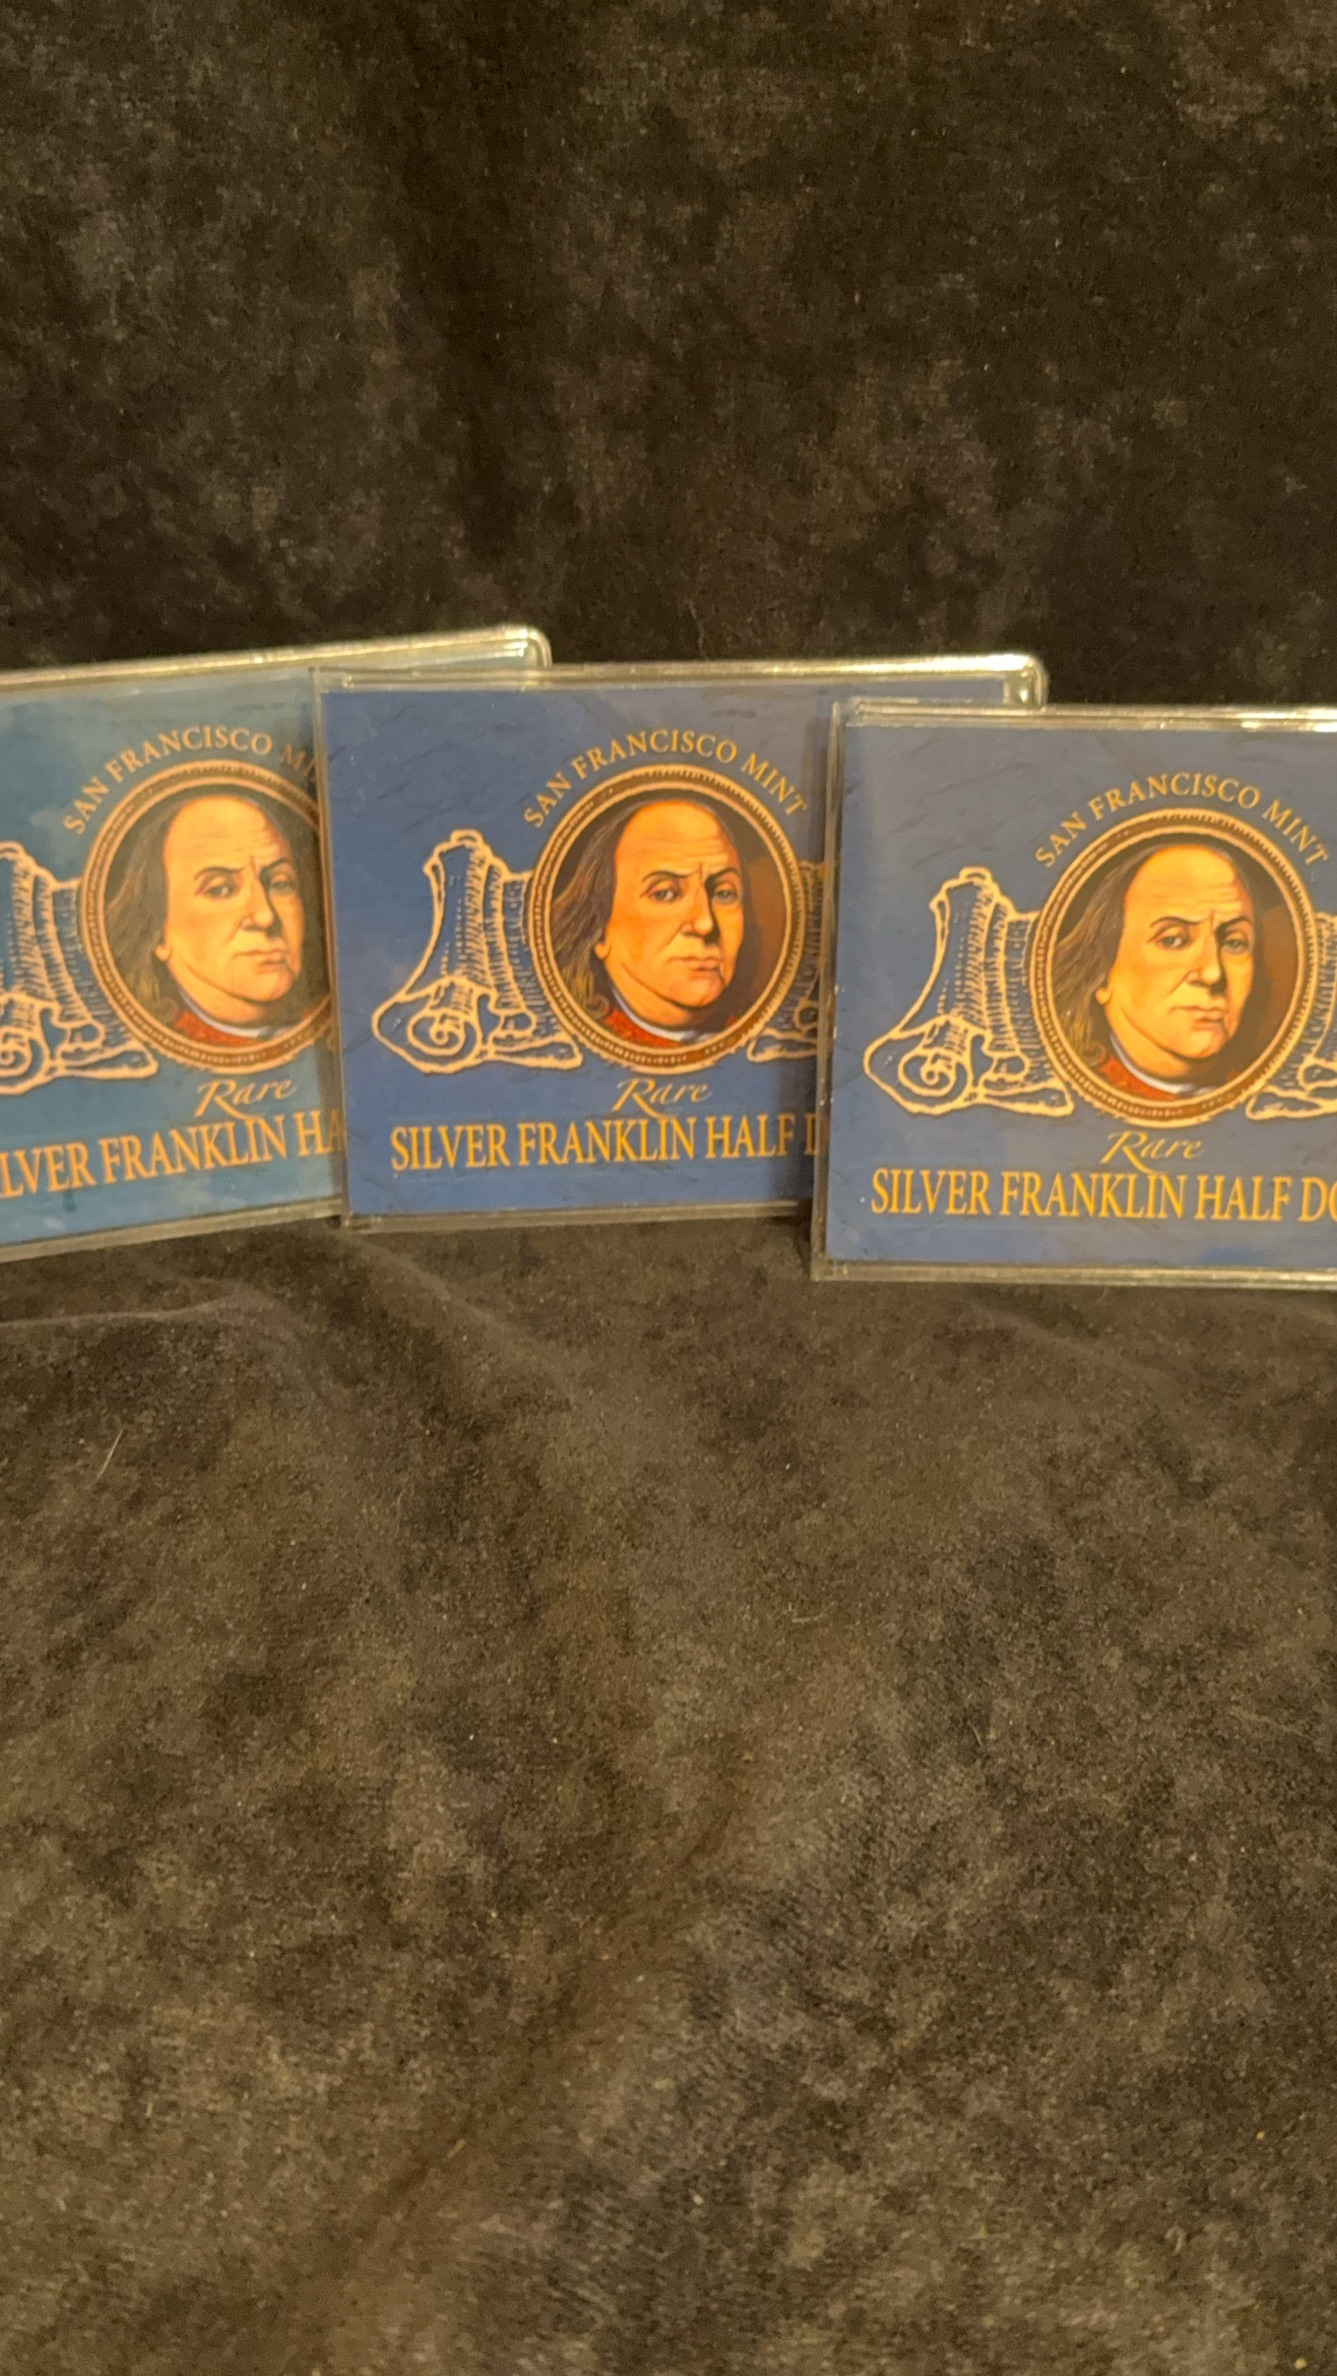 SAN FRANCISCO MI
Rare
LVER FRANKLIN HA
SAN FRANCISCO MINT
Rare
SILVER FRANKLIN HALF D
SAN FRANCISCO MINT
Rare
SILVER FRANKLIN HALF DO